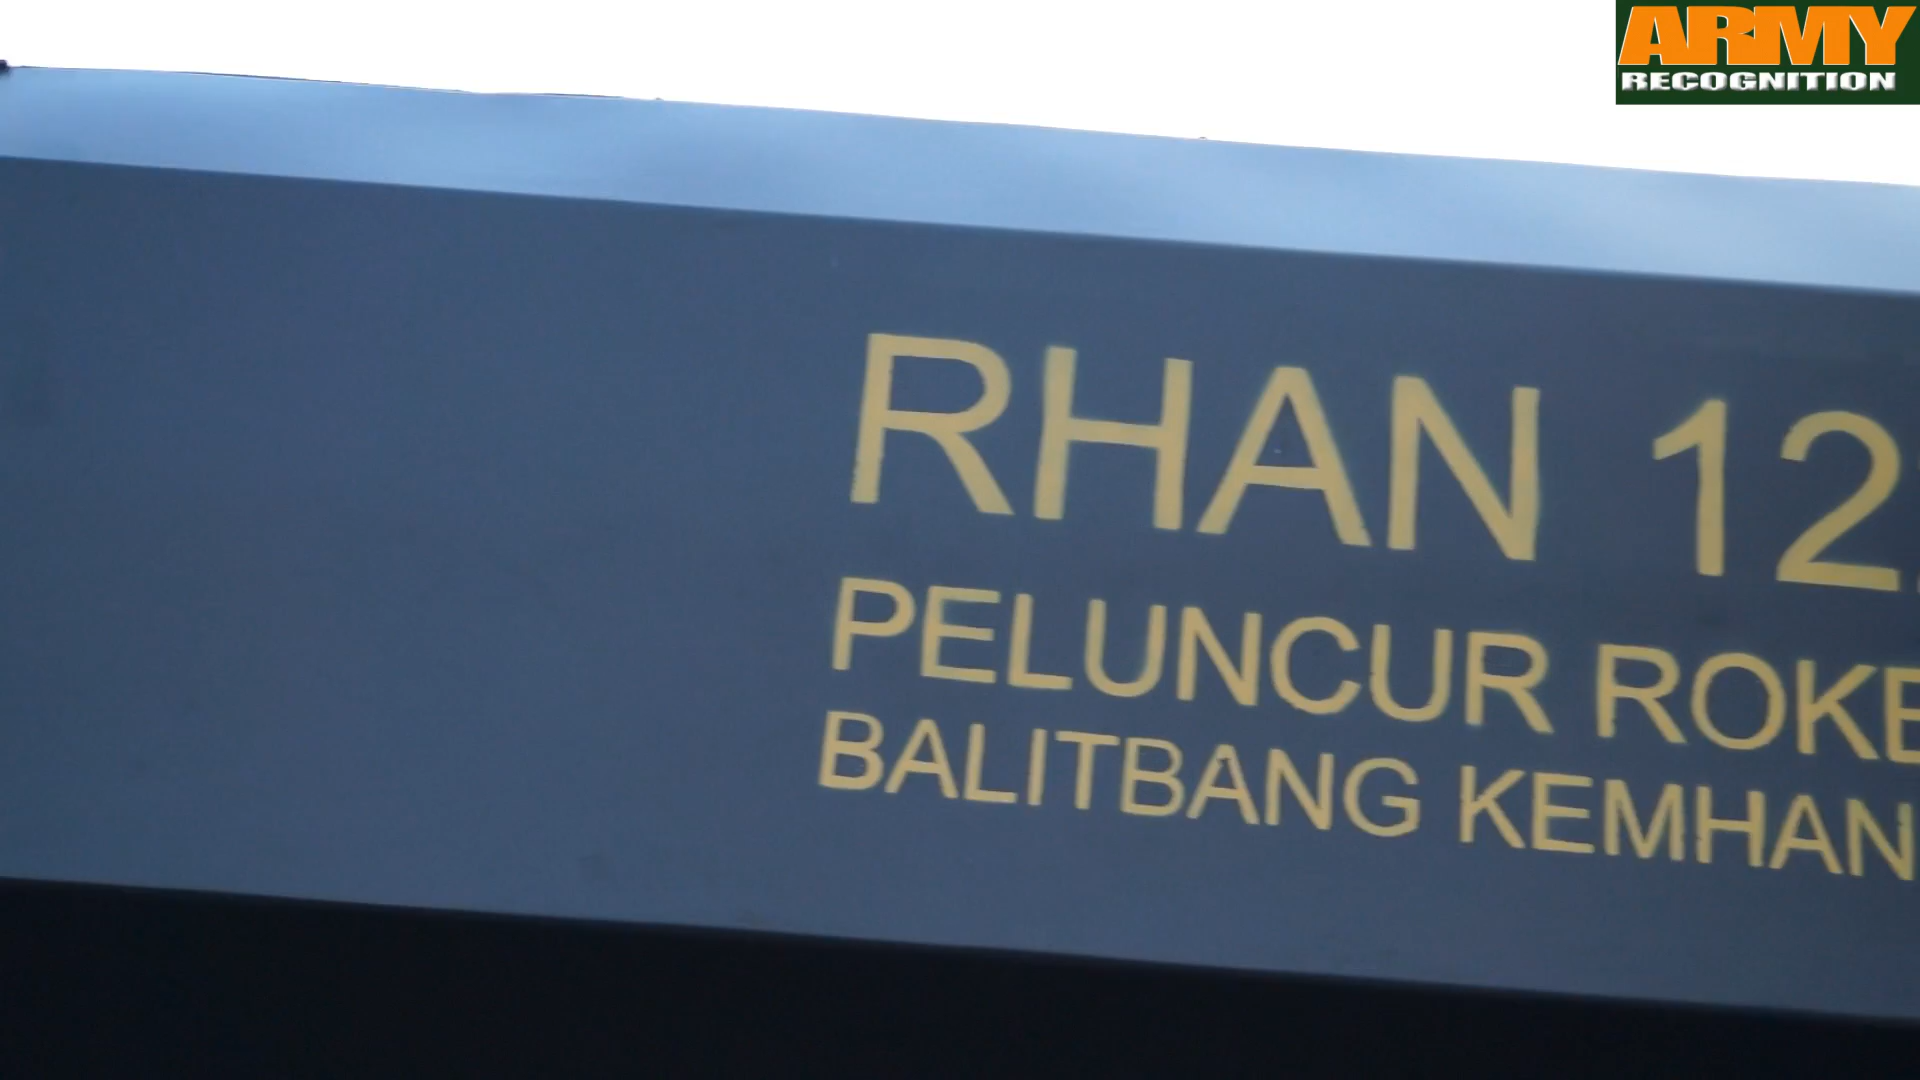 ARMY
RECOGNITION
RHAN 12
PELUNCUR ROKE
BALITBANG KEMHAN